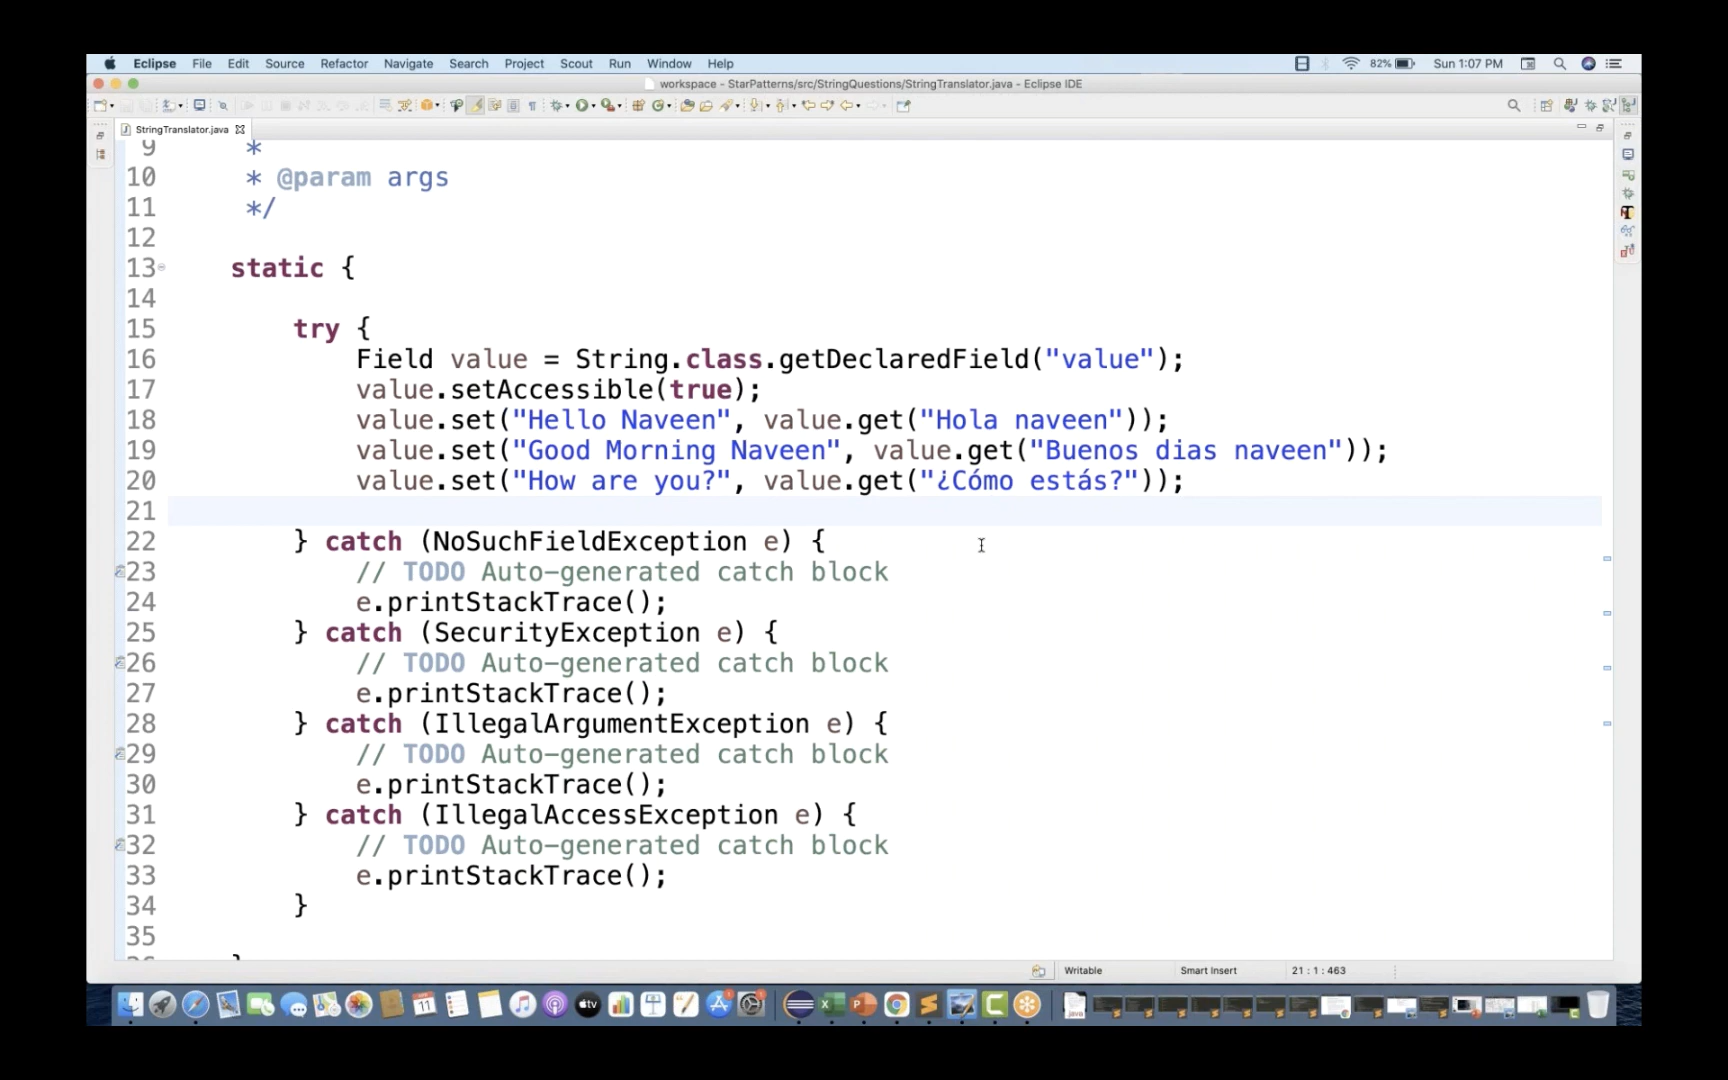 Eclipse File Edit Source Refactor Navigate Search Project Scout Run Window Help 82% Sun 1:07 PM
workspace - StarPatterns/src/StringQuestions/StringTranslator.java - Eclipse IDE
StringTranslator.java
9 *
10 * @param args
11 */
12
13 static {
14
15 try {
16 Field value = String.class.getDeclaredField("value");
17 value.setAccessible(true);
18 value.set("Hello Naveen", value.get("Hola naveen"));
19 value.set("Good Morning Naveen", value.get("Buenos dias naveen"));
20 value.set("How are you?", value.get("¿Cómo estás?"));
21
22 } catch (NoSuchFieldException e) {
23 // TODO Auto-generated catch block
24 e.printStackTrace();
25 } catch (SecurityException e) {
26 // TODO Auto-generated catch block
27 e.printStackTrace();
28 } catch (IllegalArgumentException e) {
29 // TODO Auto-generated catch block
30 e.printStackTrace();
31 } catch (IllegalAccessException e) {
32 // TODO Auto-generated catch block
33 e.printStackTrace();
34 }
35
Writable Smart Insert 21 : 1 : 463